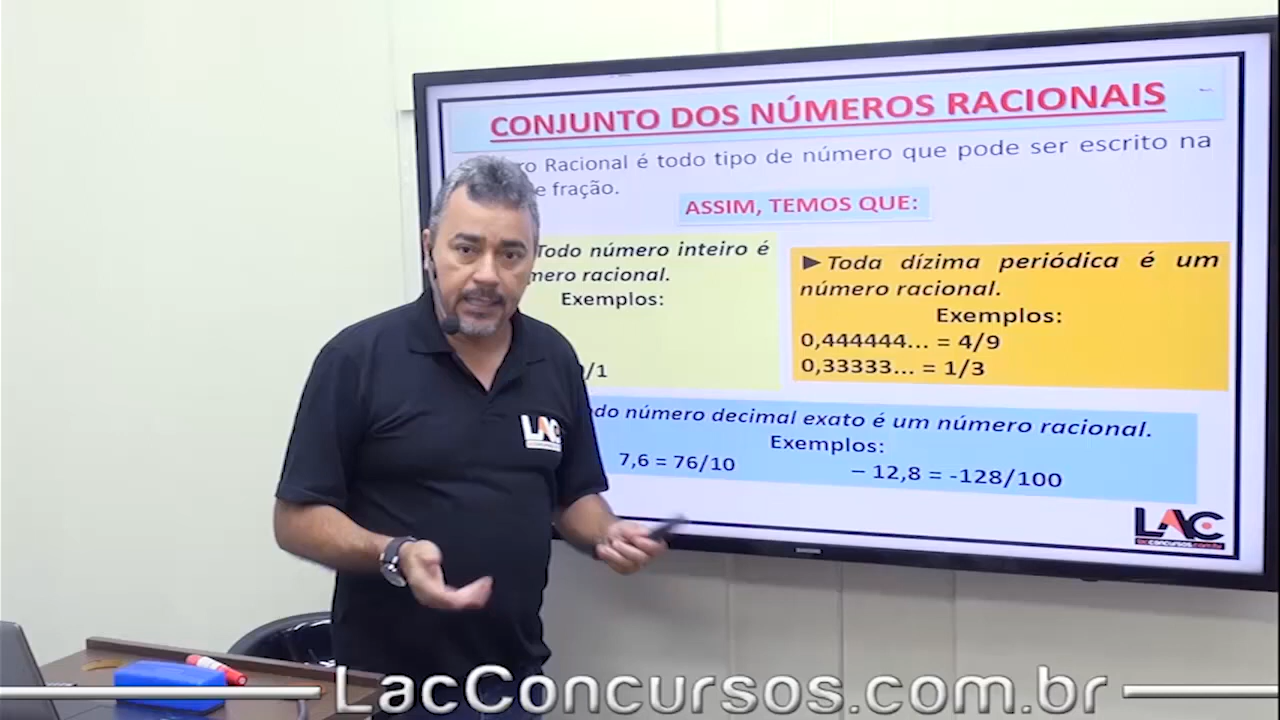 CONJUNTO DOS NÚMEROS RACIONAIS
ro Racional é todo tipo de número que pode ser escrito na
e fração.
ASSIM, TEMOS QUE:
Todo número inteiro é
mero racional.
Exemplos:
/1
►Toda dízima periódica é um
número racional.
Exemplos:
0,444444... = 4/9
0,33333... = 1/3
do número decimal exato é um número racional.
Exemplos:
7,6 = 76/10 – 12,8 = -128/100
LAC
LAC
lacconcursos.com.br
LacConcursos.com.br